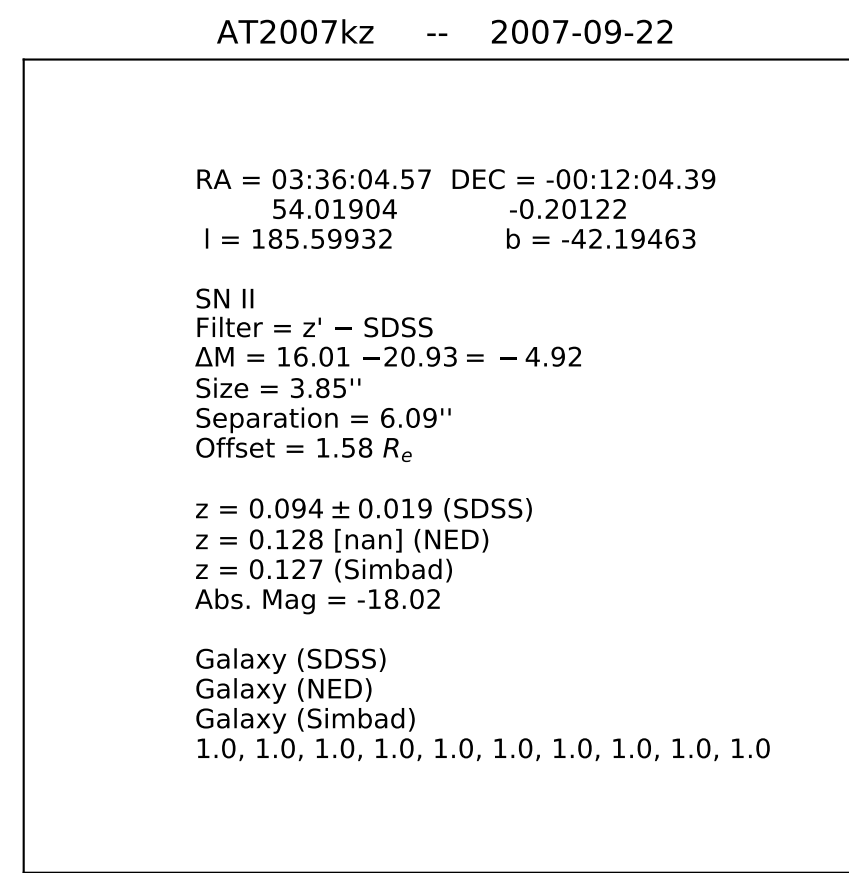 AT2007kz -- 2007-09-22
RA = 03:36:04.57 DEC = -00:12:04.39
54.01904 -0.20122
l = 185.59932 b = -42.19463
SN II
Filter = z' − SDSS
ΔM = 16.01 −20.93 = − 4.92
Size = 3.85''
Separation = 6.09''
Offset = 1.58 Rₑ
z = 0.094 ± 0.019 (SDSS)
z = 0.128 [nan] (NED)
z = 0.127 (Simbad)
Abs. Mag = -18.02
Galaxy (SDSS)
Galaxy (NED)
Galaxy (Simbad)
1.0, 1.0, 1.0, 1.0, 1.0, 1.0, 1.0, 1.0, 1.0, 1.0